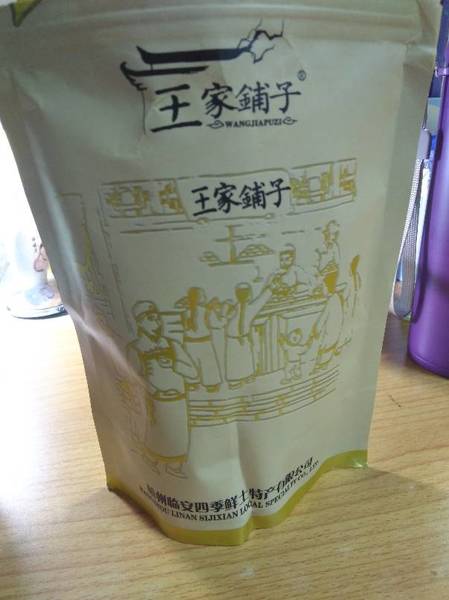 王家鋪子®
WANGJIAPUZI
王家鋪子
杭州临安四季鲜土特产有限公司
HANGZHOU LINAN SIJIXIAN LOCAL SPECIALTY CO., LTD.